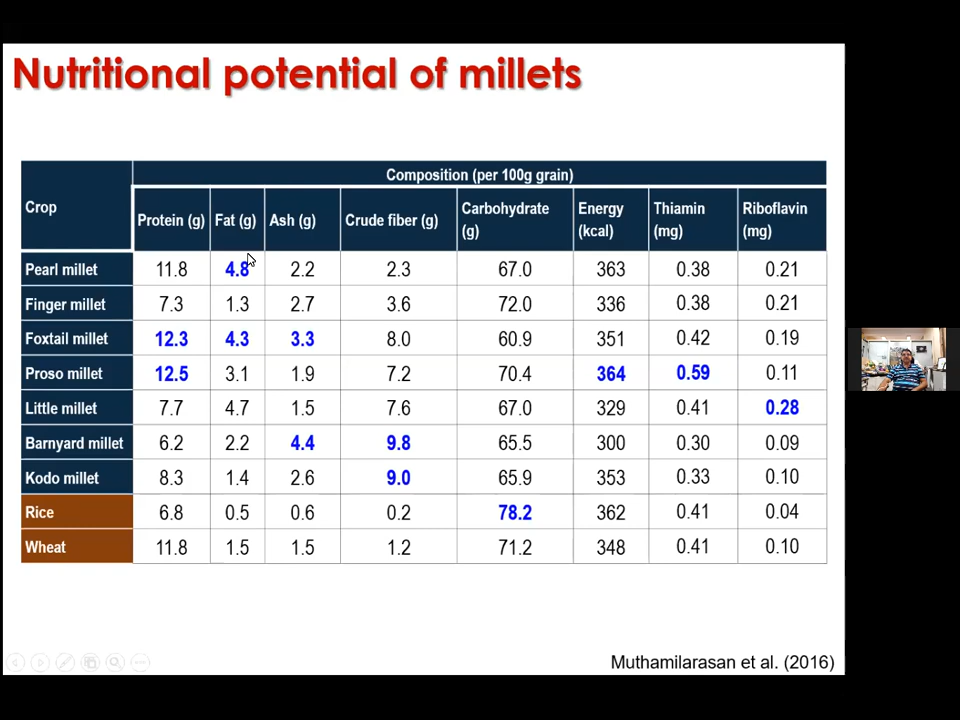 Nutritional potential of millets
Crop Composition (per 100g grain)
Protein (g) Fat (g) Ash (g) Crude fiber (g) Carbohydrate (g) Energy (kcal) Thiamin (mg) Riboflavin (mg)
Pearl millet 11.8 4.8 2.2 2.3 67.0 363 0.38 0.21
Finger millet 7.3 1.3 2.7 3.6 72.0 336 0.38 0.21
Foxtail millet 12.3 4.3 3.3 8.0 60.9 351 0.42 0.19
Proso millet 12.5 3.1 1.9 7.2 70.4 364 0.59 0.11
Little millet 7.7 4.7 1.5 7.6 67.0 329 0.41 0.28
Barnyard millet 6.2 2.2 4.4 9.8 65.5 300 0.30 0.09
Kodo millet 8.3 1.4 2.6 9.0 65.9 353 0.33 0.10
Rice 6.8 0.5 0.6 0.2 78.2 362 0.41 0.04
Wheat 11.8 1.5 1.5 1.2 71.2 348 0.41 0.10
Muthamilarasan et al. (2016)